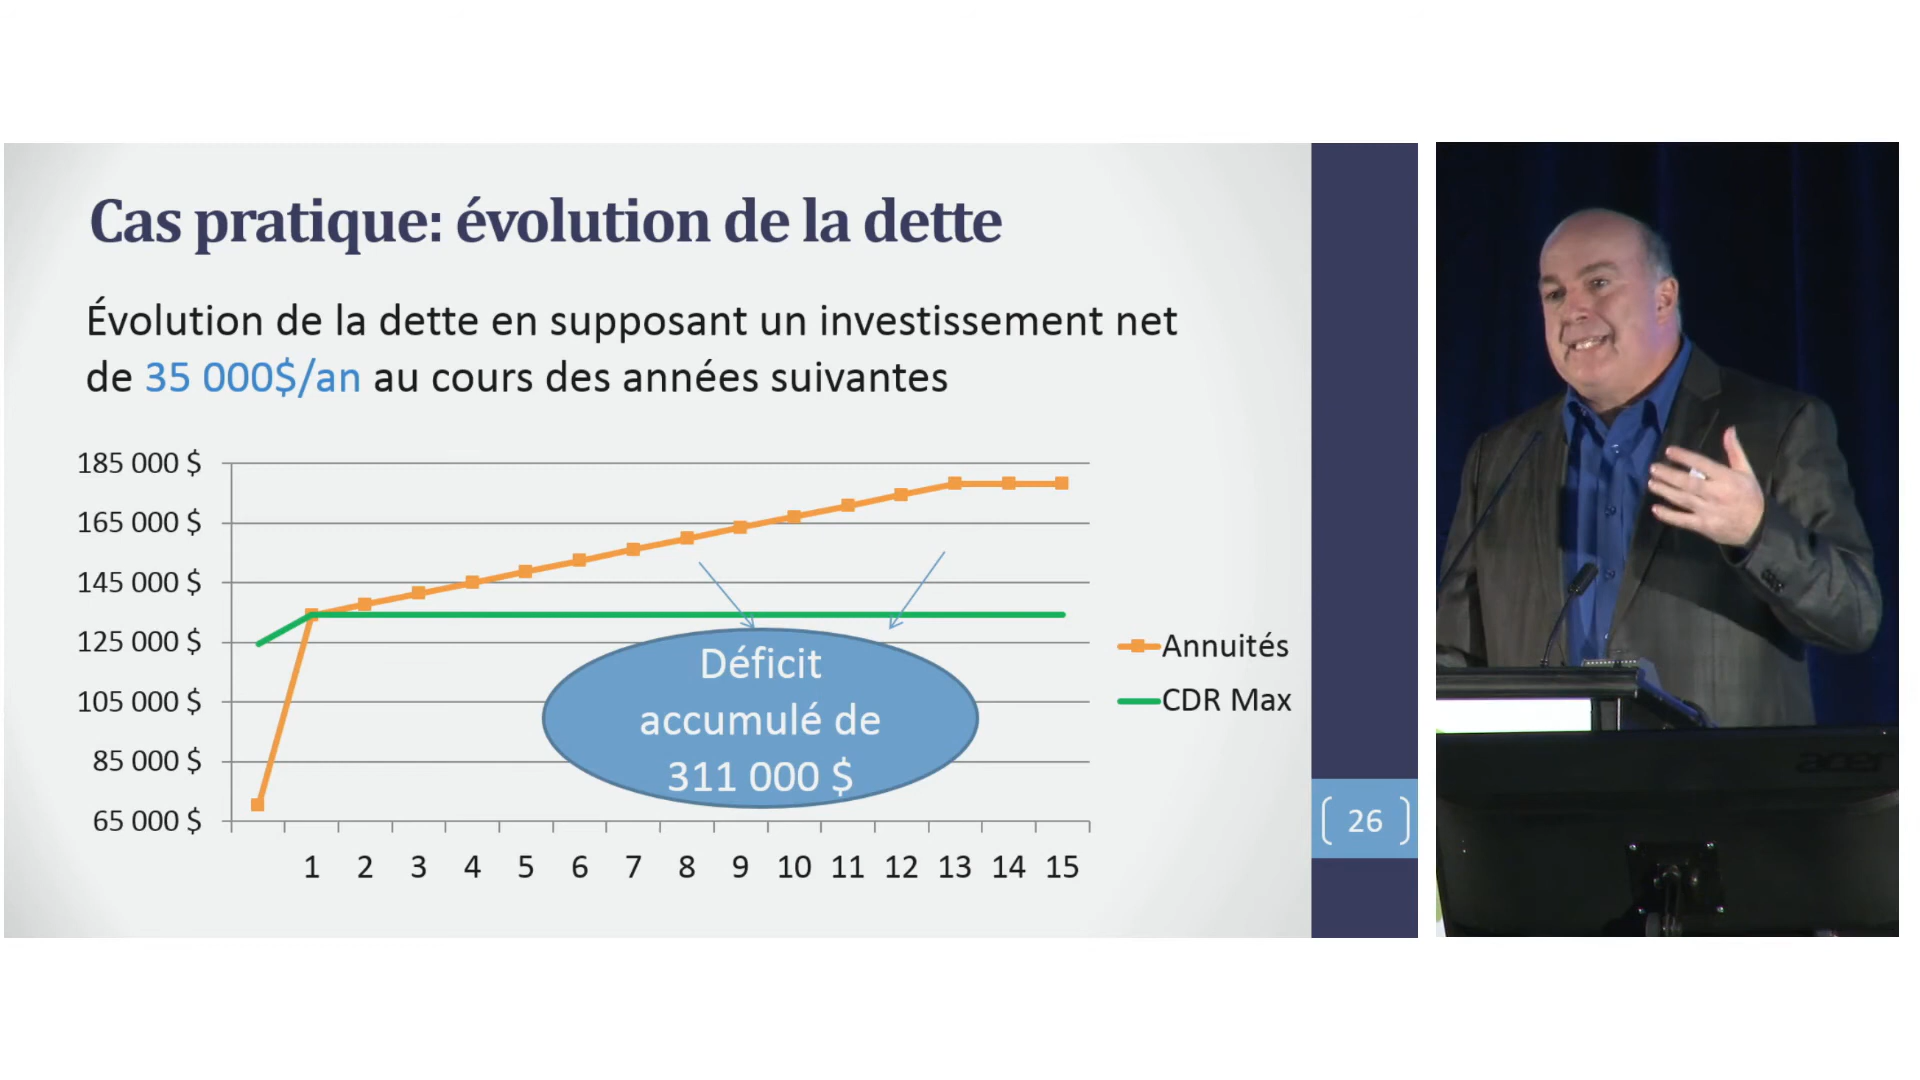 Cas pratique: évolution de la dette
Évolution de la dette en supposant un investissement net
de 35 000$/an au cours des années suivantes
185 000 $
165 000 $
145 000 $
125 000 $
105 000 $
85 000 $
65 000 $
Déficit
accumulé de
311 000 $
Annuités
CDR Max
1 2 3 4 5 6 7 8 9 10 11 12 13 14 15
26
acer